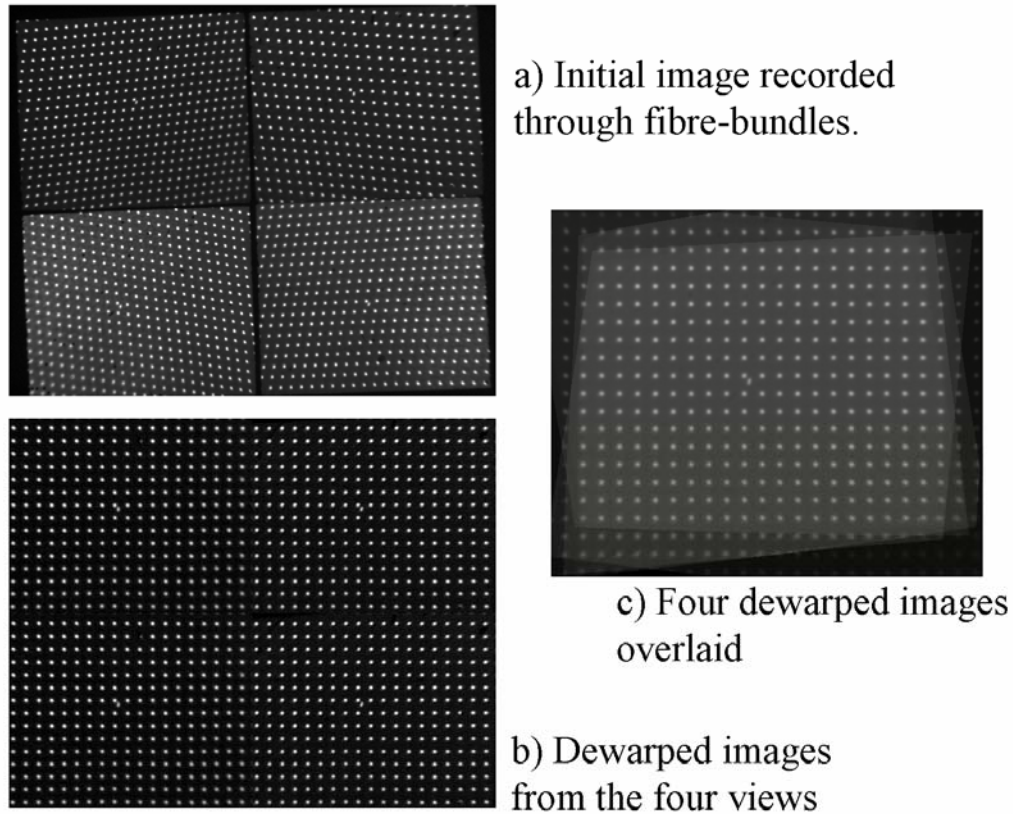 a) Initial image recorded
through fibre-bundles.
c) Four dewarped images
overlaid
b) Dewarped images
from the four views